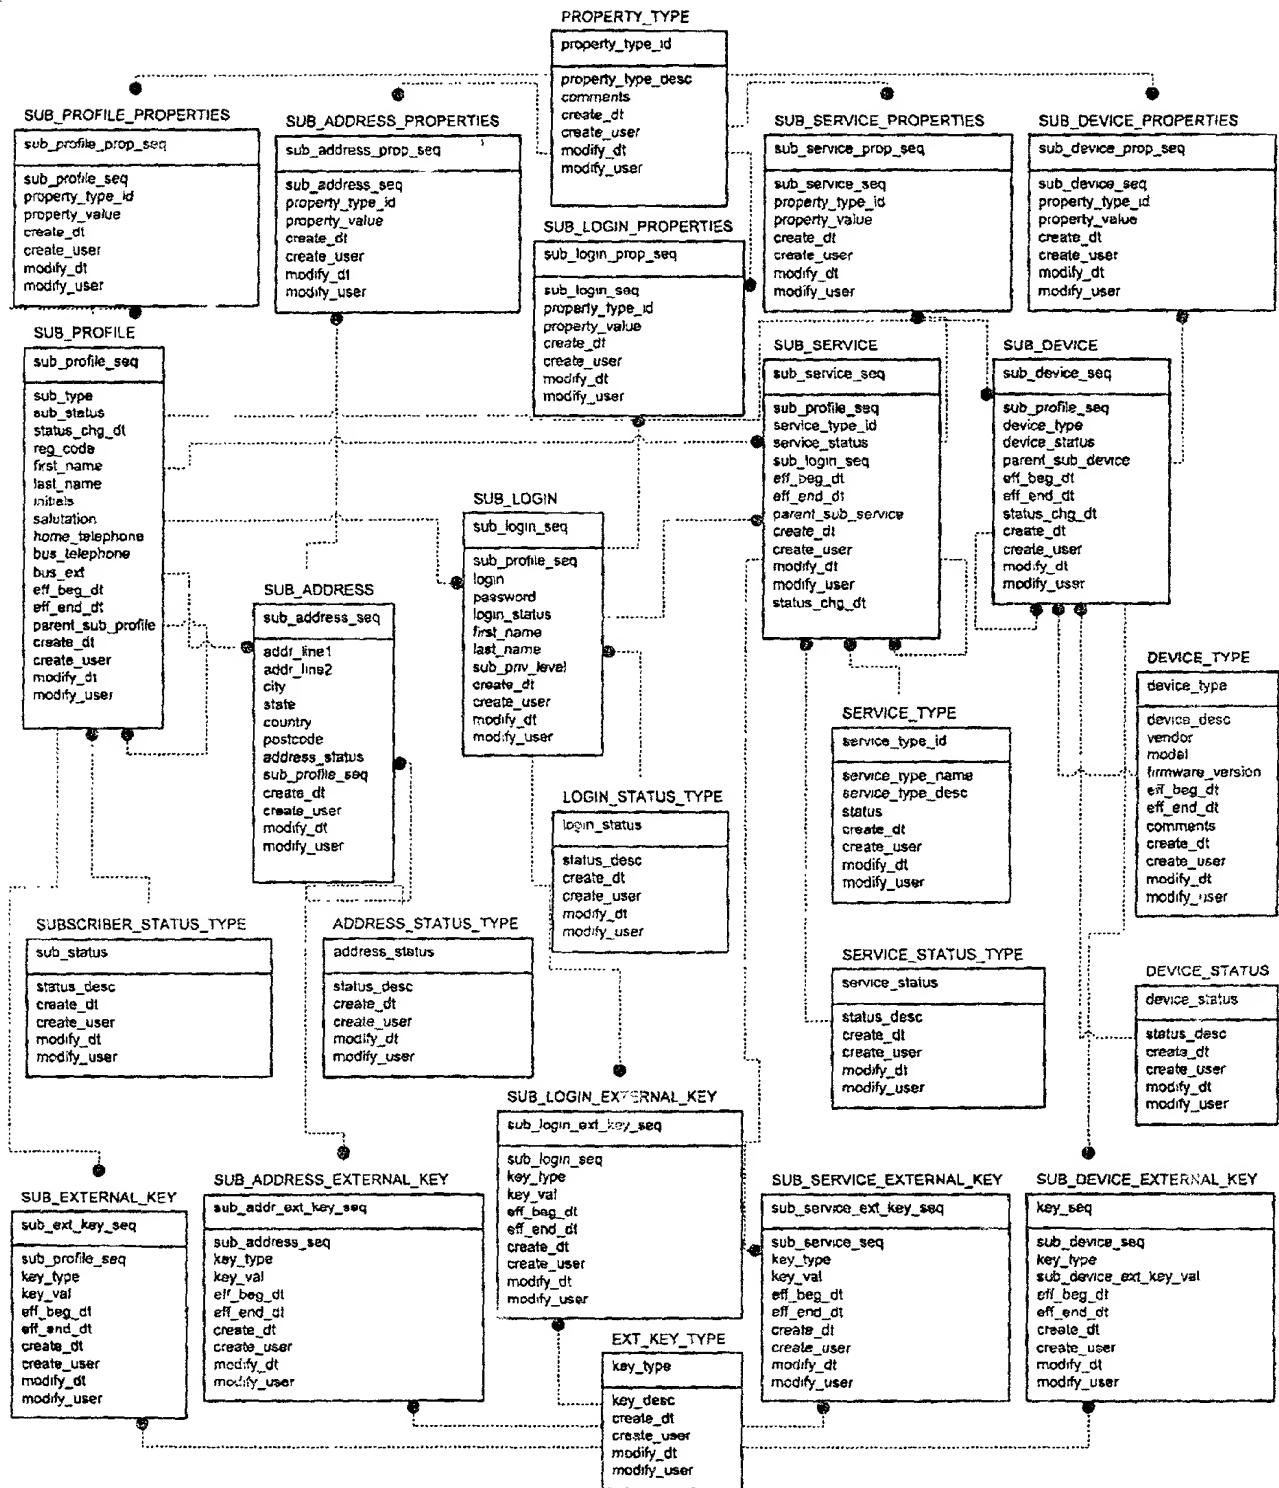 PROPERTY_TYPE
property_type_id
property_type_desc
comments
create_dt
create_user
modify_dt
modify_user
SUB_PROFILE_PROPERTIES
sub_profile_prop_seq
sub_profile_seq
property_type_id
property_value
create_dt
create_user
modify_dt
modify_user
SUB_ADDRESS_PROPERTIES
sub_address_prop_seq
sub_address_seq
property_type_id
property_value
create_dt
create_user
modify_dt
modify_user
SUB_LOGIN_PROPERTIES
sub_login_prop_seq
sub_login_seq
property_type_id
property_value
create_dt
create_user
modify_dt
modify_user
SUB_SERVICE_PROPERTIES
sub_service_prop_seq
sub_service_seq
property_type_id
property_value
create_dt
create_user
modify_dt
modify_user
SUB_DEVICE_PROPERTIES
sub_device_prop_seq
sub_device_seq
property_type_id
property_value
create_dt
create_user
modify_dt
modify_user
SUB_PROFILE
sub_profile_seq
sub_type
sub_status
status_chg_dt
reg_code
first_name
last_name
initials
salutation
home_telephone
bus_telephone
bus_ext
eff_beg_dt
eff_end_dt
parent_sub_profile
create_dt
create_user
modify_dt
modify_user
SUB_ADDRESS
sub_address_seq
addr_line1
addr_line2
city
state
country
postcode
address_status
sub_profile_seq
create_dt
create_user
modify_dt
modify_user
SUB_LOGIN
sub_login_seq
sub_profile_seq
login
password
login_status
first_name
last_name
sub_priv_level
create_dt
create_user
modify_dt
modify_user
SUB_SERVICE
sub_service_seq
sub_profile_seq
service_type_id
service_status
sub_login_seq
eff_beg_dt
eff_end_dt
parent_sub_service
create_dt
create_user
modify_dt
modify_user
status_chg_dt
SUB_DEVICE
sub_device_seq
sub_profile_seq
device_type
device_status
parent_sub_device
eff_beg_dt
eff_end_dt
status_chg_dt
create_dt
create_user
modify_dt
modify_user
DEVICE_TYPE
device_type
device_desc
vendor
model
firmware_version
eff_beg_dt
eff_end_dt
comments
create_dt
create_user
modify_dt
modify_user
SERVICE_TYPE
service_type_id
service_type_name
service_type_desc
status
create_dt
create_user
modify_dt
modify_user
LOGIN_STATUS_TYPE
login_status
status_desc
create_dt
create_user
modify_dt
modify_user
SUBSCRIBER_STATUS_TYPE
sub_status
status_desc
create_dt
create_user
modify_dt
modify_user
ADDRESS_STATUS_TYPE
address_status
status_desc
create_dt
create_user
modify_dt
modify_user
SERVICE_STATUS_TYPE
service_status
status_desc
create_dt
create_user
modify_dt
modify_user
DEVICE_STATUS
device_status
status_desc
create_dt
create_user
modify_dt
modify_user
SUB_EXTERNAL_KEY
sub_ext_key_seq
sub_profile_seq
key_type
key_val
eff_beg_dt
eff_end_dt
create_dt
create_user
modify_dt
modify_user
SUB_ADDRESS_EXTERNAL_KEY
sub_addr_ext_key_seq
sub_address_seq
key_type
key_val
eff_beg_dt
eff_end_dt
create_dt
create_user
modify_dt
modify_user
SUB_LOGIN_EXTERNAL_KEY
sub_login_ext_key_seq
sub_login_seq
key_type
key_val
eff_beg_dt
eff_end_dt
create_dt
create_user
modify_dt
modify_user
SUB_SERVICE_EXTERNAL_KEY
sub_service_ext_key_seq
sub_service_seq
key_type
key_val
eff_beg_dt
eff_end_dt
create_dt
create_user
modify_dt
modify_user
SUB_DEVICE_EXTERNAL_KEY
key_seq
sub_device_seq
key_type
sub_device_ext_key_val
eff_beg_dt
eff_end_dt
create_dt
create_user
modify_dt
modify_user
EXT_KEY_TYPE
key_type
key_desc
create_dt
create_user
modify_dt
modify_user